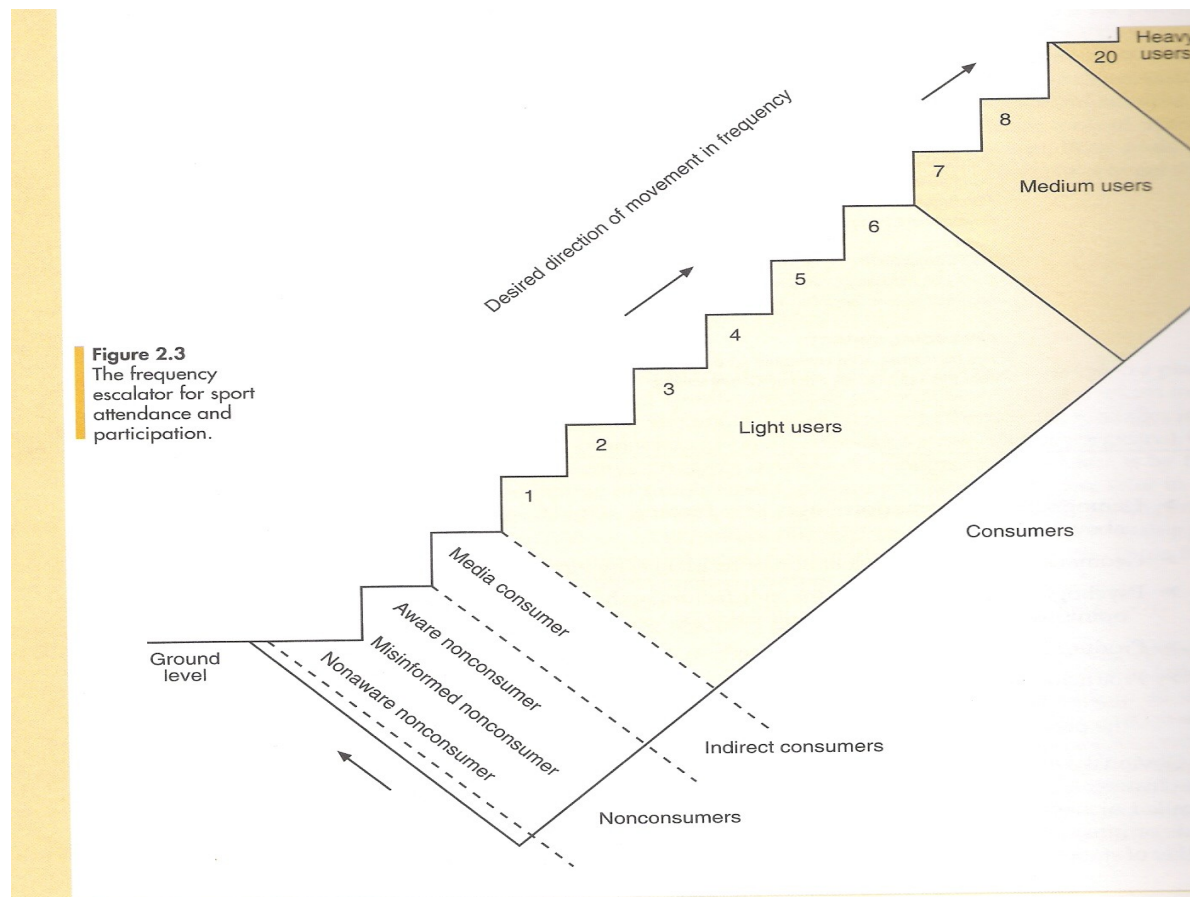 Heavy
users
20
8
7
Medium users
Desired direction of movement in frequency
6
5
4
3
Light users
2
1
Figure 2.3
The frequency
escalator for sport
attendance and
participation.
Consumers
Media consumer
Aware nonconsumer
Misinformed nonconsumer
Nonaware nonconsumer
Ground
level
Indirect consumers
Nonconsumers